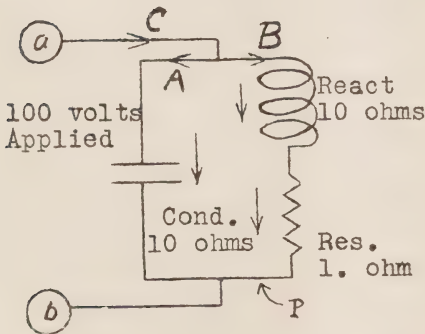 C
a
B
A
100 volts
Applied
React
10 ohms
Cond.
10 ohms
Res.
1. ohm
b
P